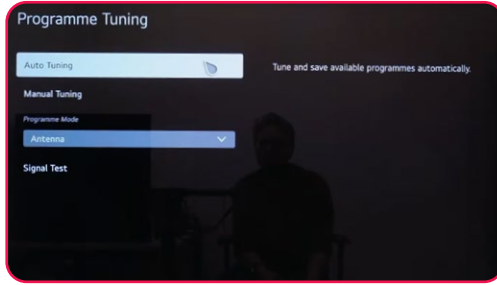 Programme Tuning
Auto Tuning
Tune and save available programmes automatically.
Manual Tuning
Programme Mode
Antenna
Signal Test